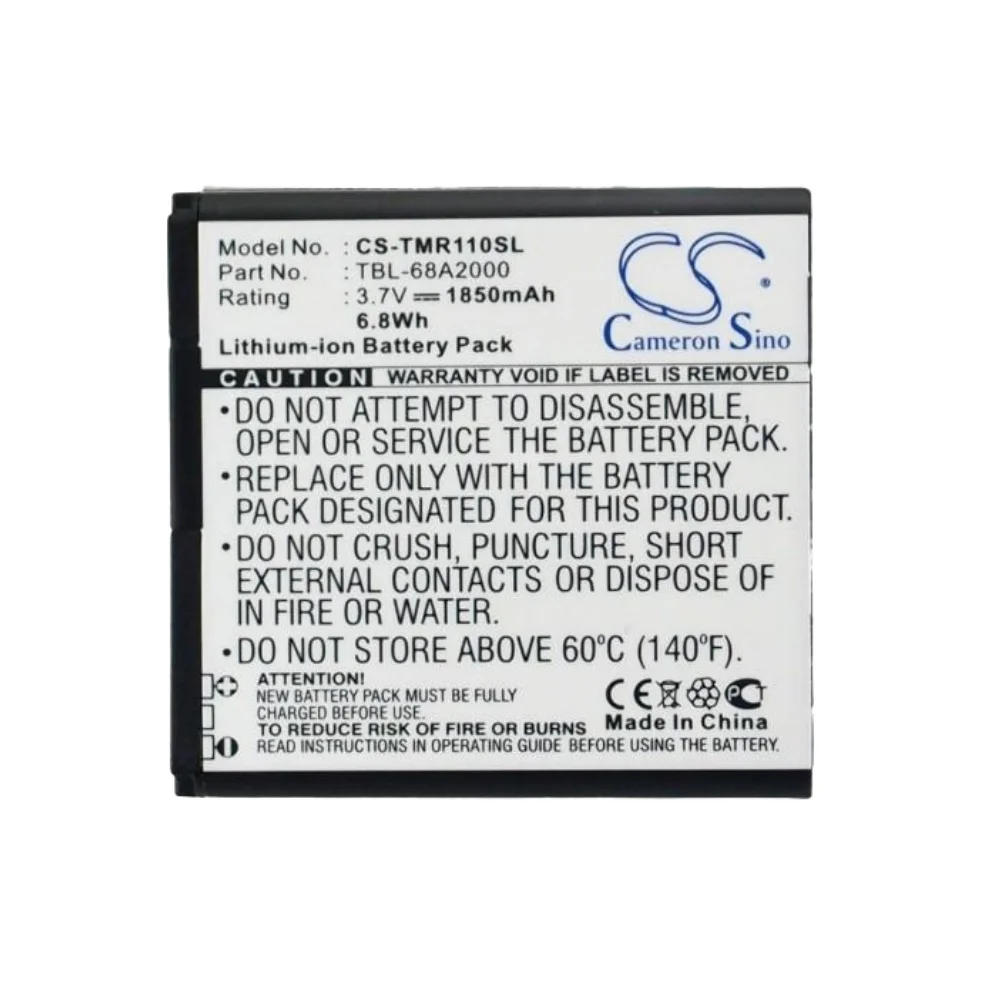 Model No. : CS-TMR110SL
Part No. : TBL-68A2000
Rating : 3.7V ⎓ 1850mAh
6.8Wh
Lithium-ion Battery Pack
CS ®
Cameron Sino
CAUTION WARRANTY VOID IF LABEL IS REMOVED
•DO NOT ATTEMPT TO DISASSEMBLE,
OPEN OR SERVICE THE BATTERY PACK.
•REPLACE ONLY WITH THE BATTERY
PACK DESIGNATED FOR THIS PRODUCT.
•DO NOT CRUSH, PUNCTURE, SHORT
EXTERNAL CONTACTS OR DISPOSE OF
IN FIRE OR WATER.
•DO NOT STORE ABOVE 60°C (140°F).
ATTENTION:
NEW BATTERY PACK MUST BE FULLY
CHARGED BEFORE USE.
TO REDUCE RISK OF FIRE OR BURNS,
READ INSTRUCTIONS IN OPERATING GUIDE BEFORE USING THE BATTERY.
CE PCT
Made In China